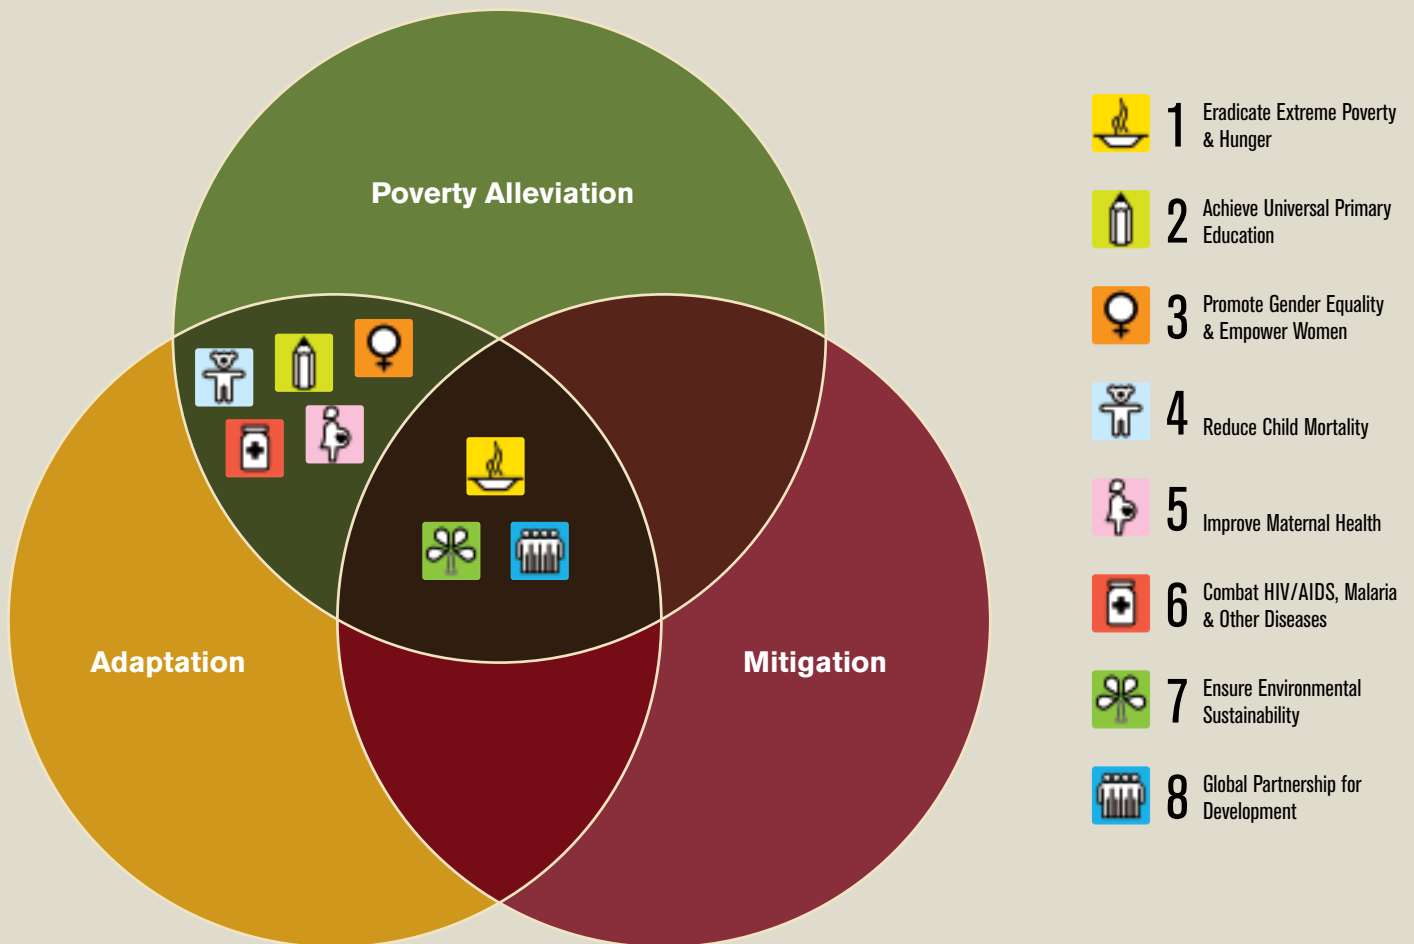 Poverty Alleviation
Adaptation
Mitigation
1 Eradicate Extreme Poverty
& Hunger
2 Achieve Universal Primary
Education
3 Promote Gender Equality
& Empower Women
4 Reduce Child Mortality
5 Improve Maternal Health
6 Combat HIV/AIDS, Malaria
& Other Diseases
7 Ensure Environmental
Sustainability
8 Global Partnership for
Development